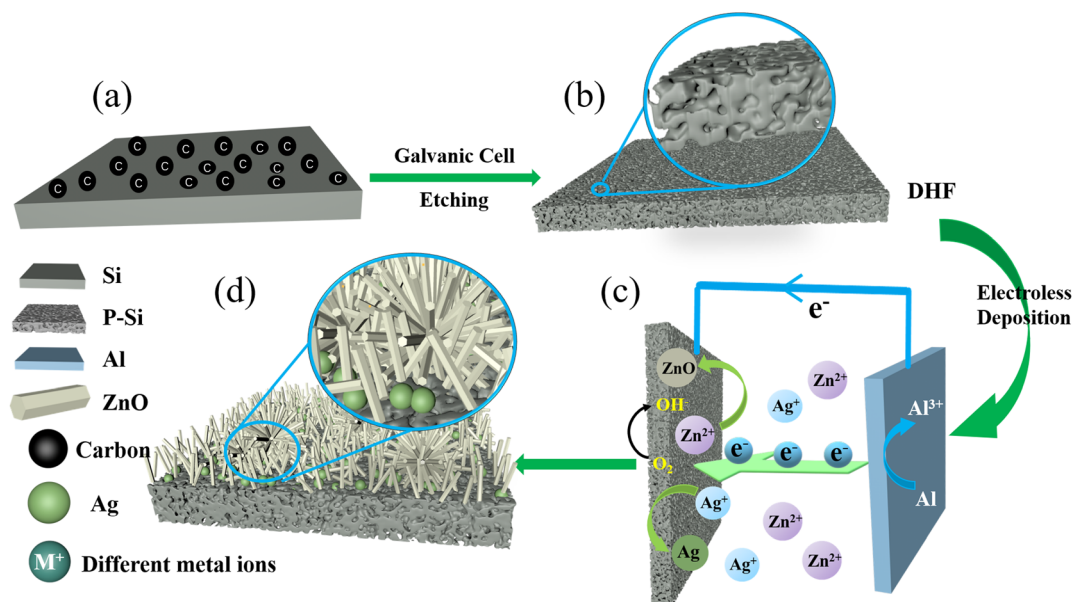 (a)
C C C C C C C C C C C C C C C C
Galvanic Cell
Etching
(b)
DHF
Si
P-Si
Al
ZnO
Carbon
Ag
M+ Different metal ions
(d)
(c)
Electroless
Deposition
e-
ZnO
Zn2+
Ag+
OH-
Al3+
Zn2+
e- e- e-
O2
Ag+
Al
Zn2+
Ag
Ag+
Zn2+